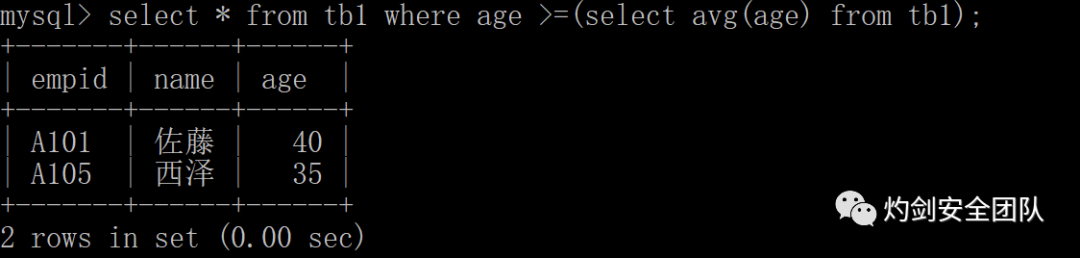 mysql> select * from tb1 where age >=(select avg(age) from tb1);
+-------+------+------+
| empid | name | age  |
+-------+------+------+
| A101  | 佐藤 |   40 |
| A105  | 西泽 |   35 |
+-------+------+------+
2 rows in set (0.00 sec)
灼剑安全团队